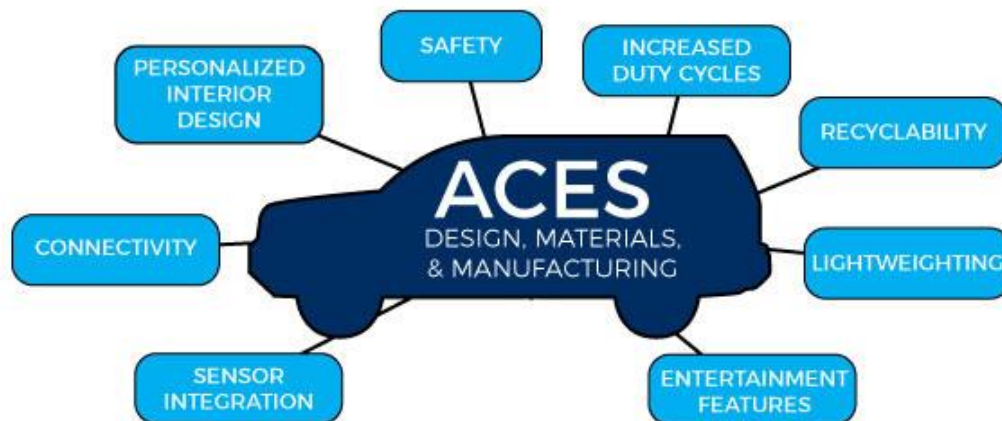 SAFETY
INCREASED
DUTY CYCLES
PERSONALIZED
INTERIOR
DESIGN
RECYCLABILITY
ACES
DESIGN, MATERIALS,
& MANUFACTURING
CONNECTIVITY
LIGHTWEIGHTING
SENSOR
INTEGRATION
ENTERTAINMENT
FEATURES